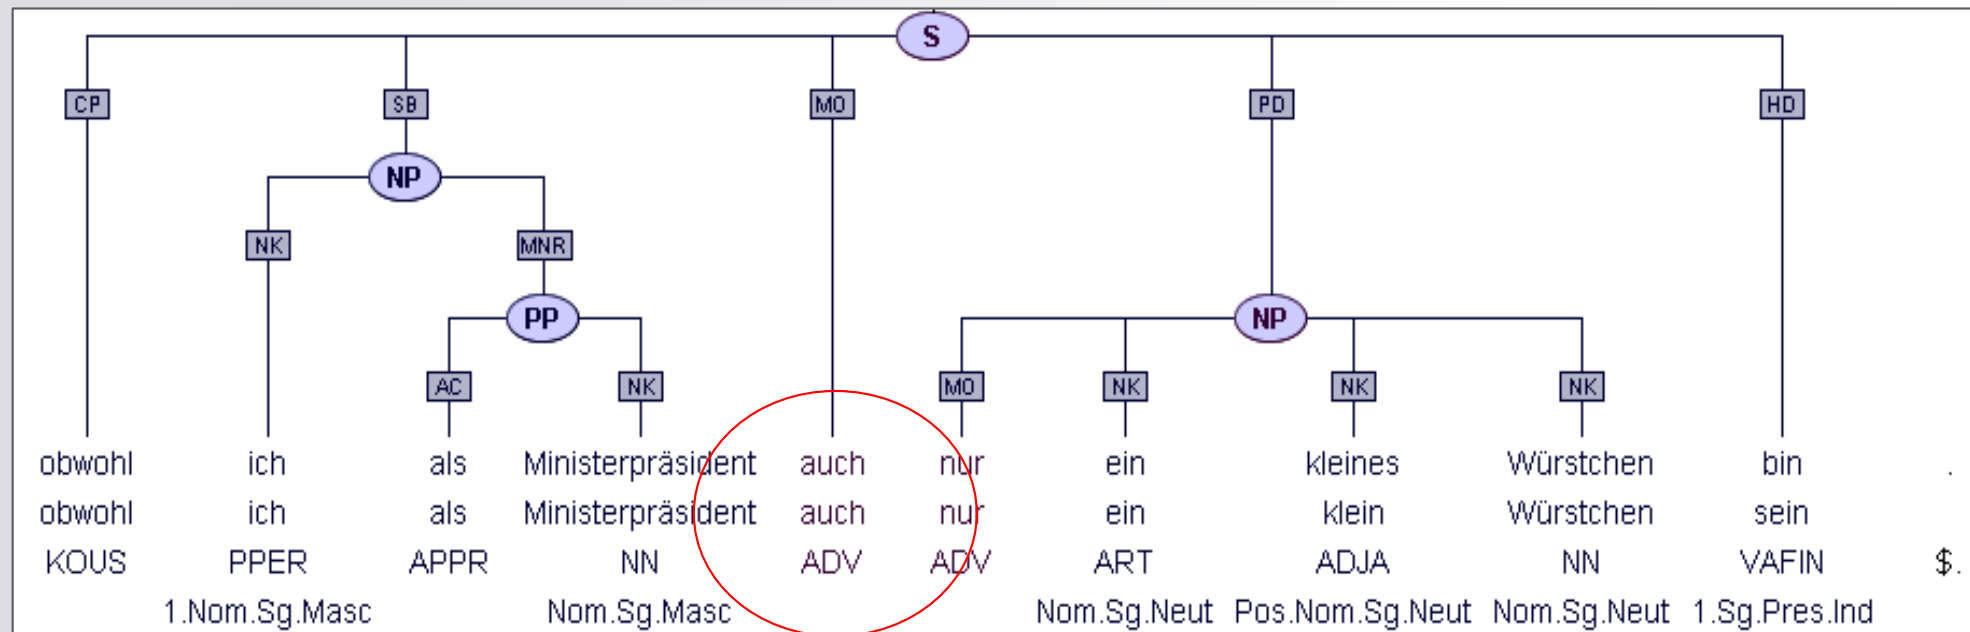 S
CP SB MO PD HD
NP
NK MNR
PP NP
AC NK MO NK NK NK
obwohl ich als Ministerpräsident auch nur ein kleines Würstchen bin .
obwohl ich als Ministerpräsident auch nur ein klein Würstchen sein
KOUS PPER APPR NN ADV ADV ART ADJA NN VAFIN $.
1.Nom.Sg.Masc Nom.Sg.Masc Nom.Sg.Neut Pos.Nom.Sg.Neut Nom.Sg.Neut 1.Sg.Pres.Ind